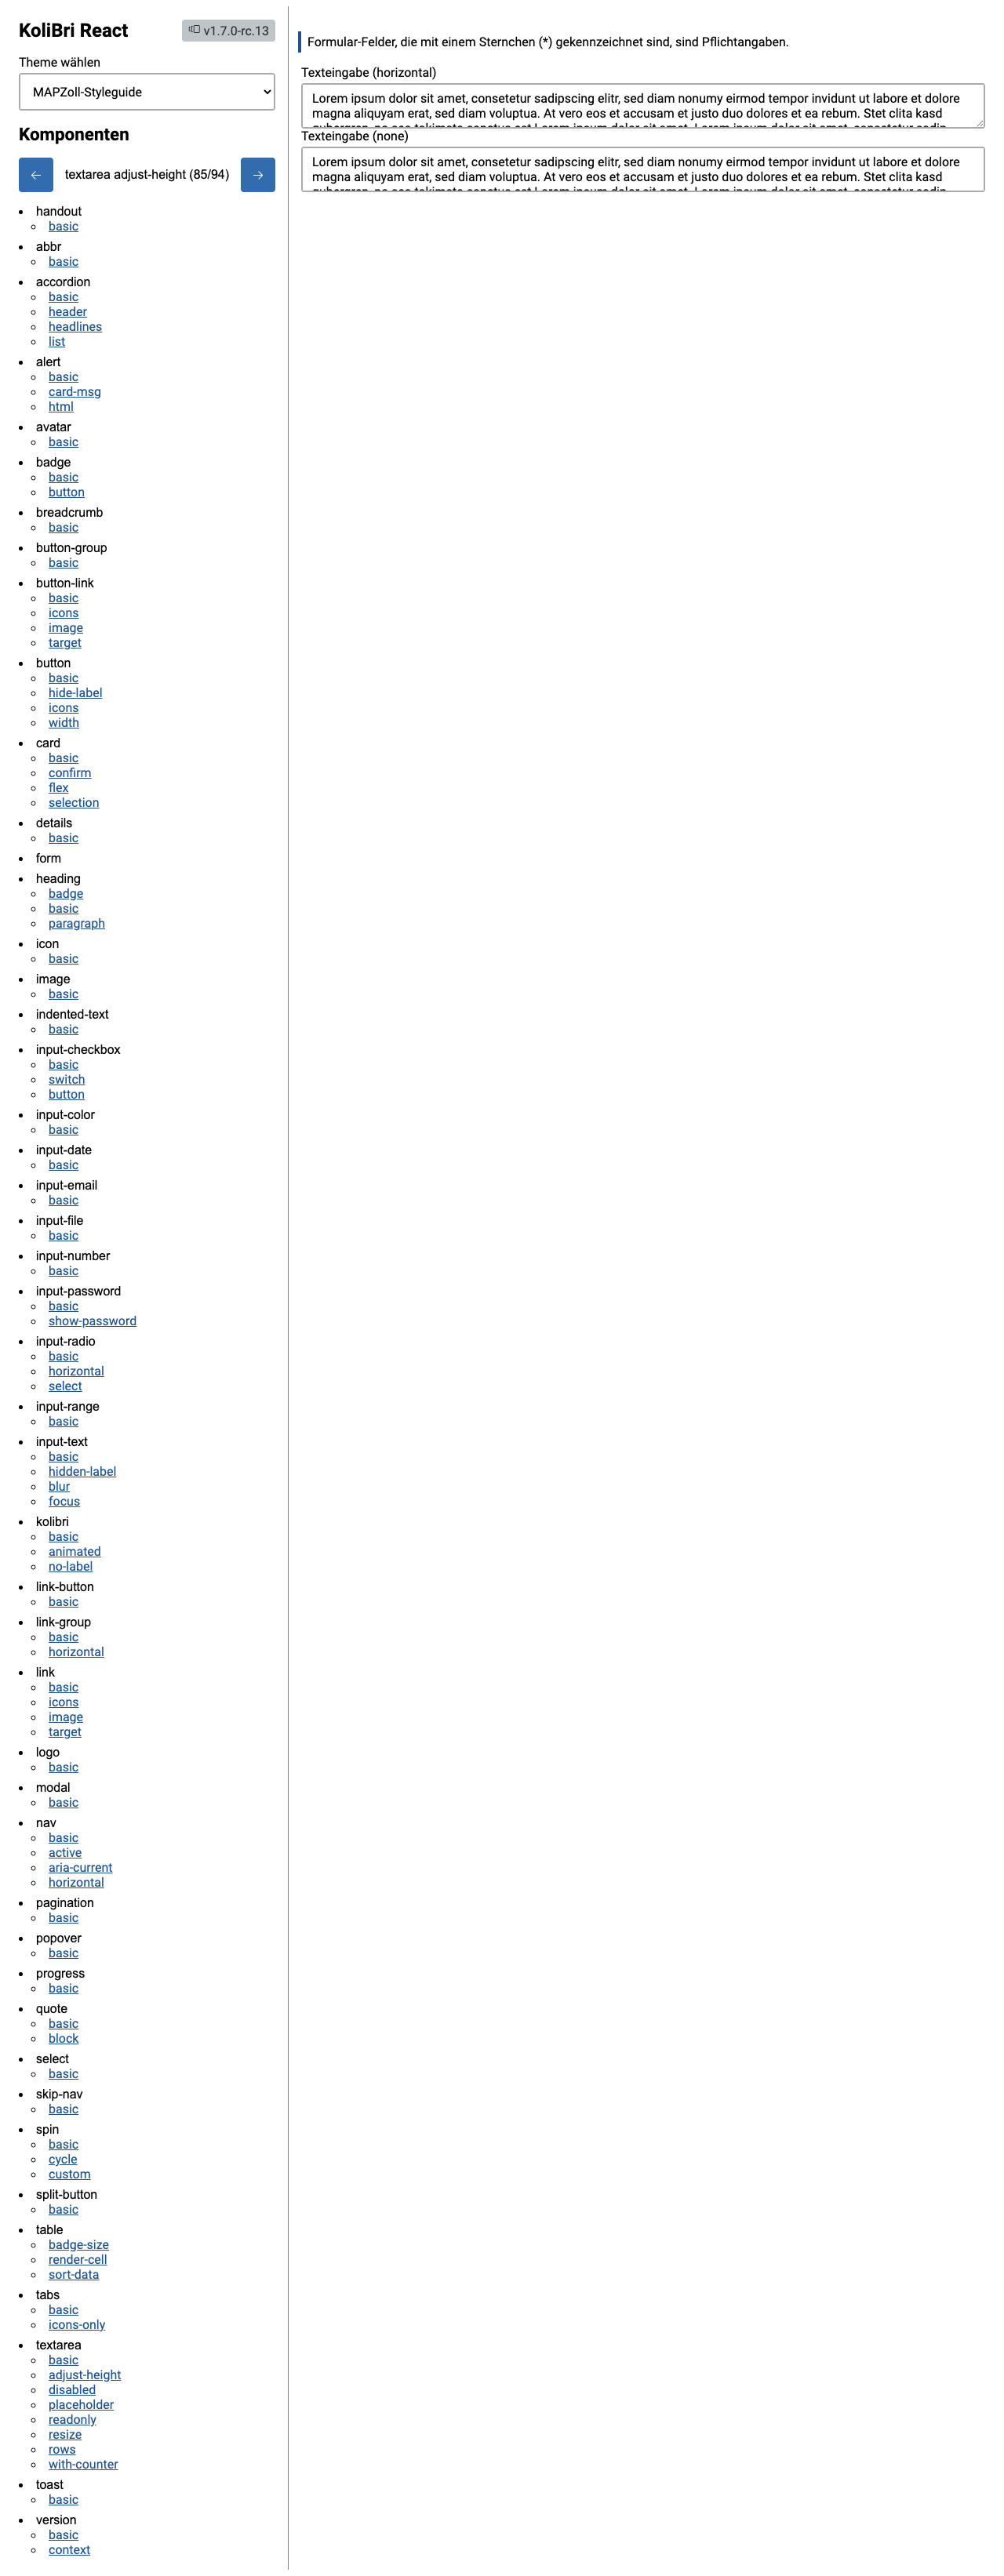 KoliBri React
v1.7.0-rc.13
Theme wählen
MAPZoll-Styleguide
Komponenten
← textarea adjust-height (85/94) →
handout
basic
abbr
basic
accordion
basic
header
headlines
list
alert
basic
card-msg
html
avatar
basic
badge
basic
button
breadcrumb
basic
button-group
basic
button-link
basic
icons
image
target
button
basic
hide-label
icons
width
card
basic
confirm
flex
selection
details
basic
form
heading
badge
basic
paragraph
icon
basic
image
basic
indented-text
basic
input-checkbox
basic
switch
button
input-color
basic
input-date
basic
input-email
basic
input-file
basic
input-number
basic
input-password
basic
show-password
input-radio
basic
horizontal
select
input-range
basic
input-text
basic
hidden-label
blur
focus
kolibri
basic
animated
no-label
link-button
basic
link-group
basic
horizontal
link
basic
icons
image
target
logo
basic
modal
basic
nav
basic
active
aria-current
horizontal
pagination
basic
popover
basic
progress
basic
quote
basic
block
select
basic
skip-nav
basic
spin
basic
cycle
custom
split-button
basic
table
badge-size
render-cell
sort-data
tabs
basic
icons-only
textarea
basic
adjust-height
disabled
placeholder
readonly
resize
rows
with-counter
toast
basic
version
basic
context
Formular-Felder, die mit einem Sternchen (*) gekennzeichnet sind, sind Pflichtangaben.
Texteingabe (horizontal)
Lorem ipsum dolor sit amet, consetetur sadipscing elitr, sed diam nonumy eirmod tempor invidunt ut labore et dolore
magna aliquyam erat, sed diam voluptua. At vero eos et accusam et justo duo dolores et ea rebum. Stet clita kasd
Texteingabe (none)
Lorem ipsum dolor sit amet, consetetur sadipscing elitr, sed diam nonumy eirmod tempor invidunt ut labore et dolore
magna aliquyam erat, sed diam voluptua. At vero eos et accusam et justo duo dolores et ea rebum. Stet clita kasd